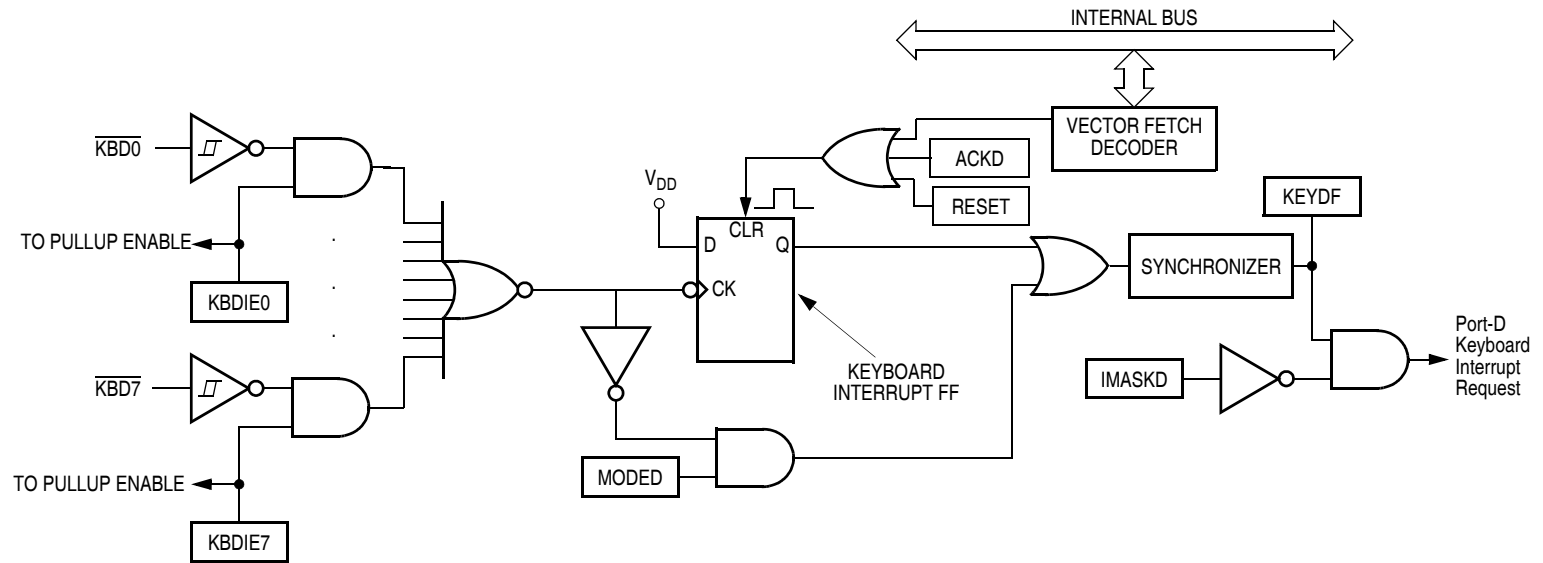 INTERNAL BUS
VECTOR FETCH
DECODER
KBD0
ACKD
VDD
RESET
KEYDF
CLR
D
Q
TO PULLUP ENABLE
SYNCHRONIZER
CK
KBDIE0
Port-D
Keyboard
Interrupt
Request
KEYBOARD
INTERRUPT FF
IMASKD
KBD7
MODED
TO PULLUP ENABLE
KBDIE7